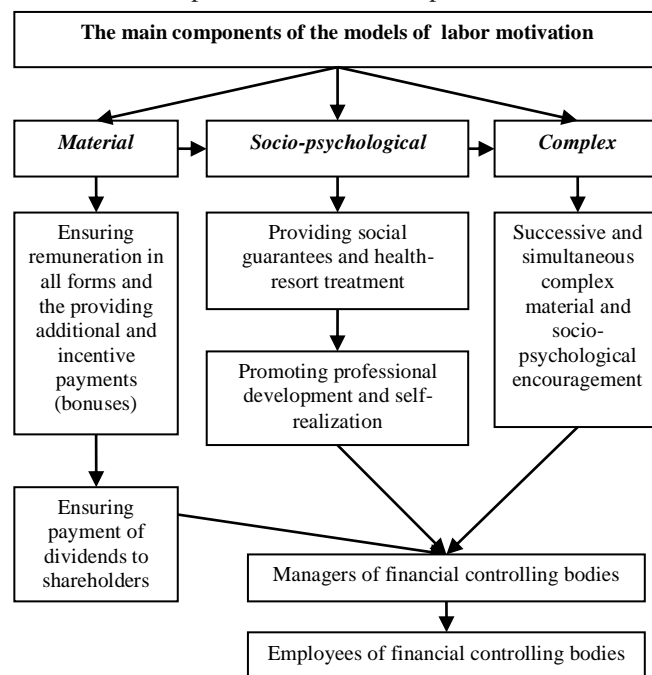 The main components of the models of labor motivation
Material
Socio-psychological
Complex
Ensuring
remuneration in
all forms and
the providing
additional and
incentive
payments
(bonuses)
Providing social
guarantees and health-
resort treatment
Successive and
simultaneous
complex
material and
socio-
psychological
encouragement
Promoting professional
development and self-
realization
Ensuring
payment of
dividends to
shareholders
Managers of financial controlling bodies
Employees of financial controlling bodies